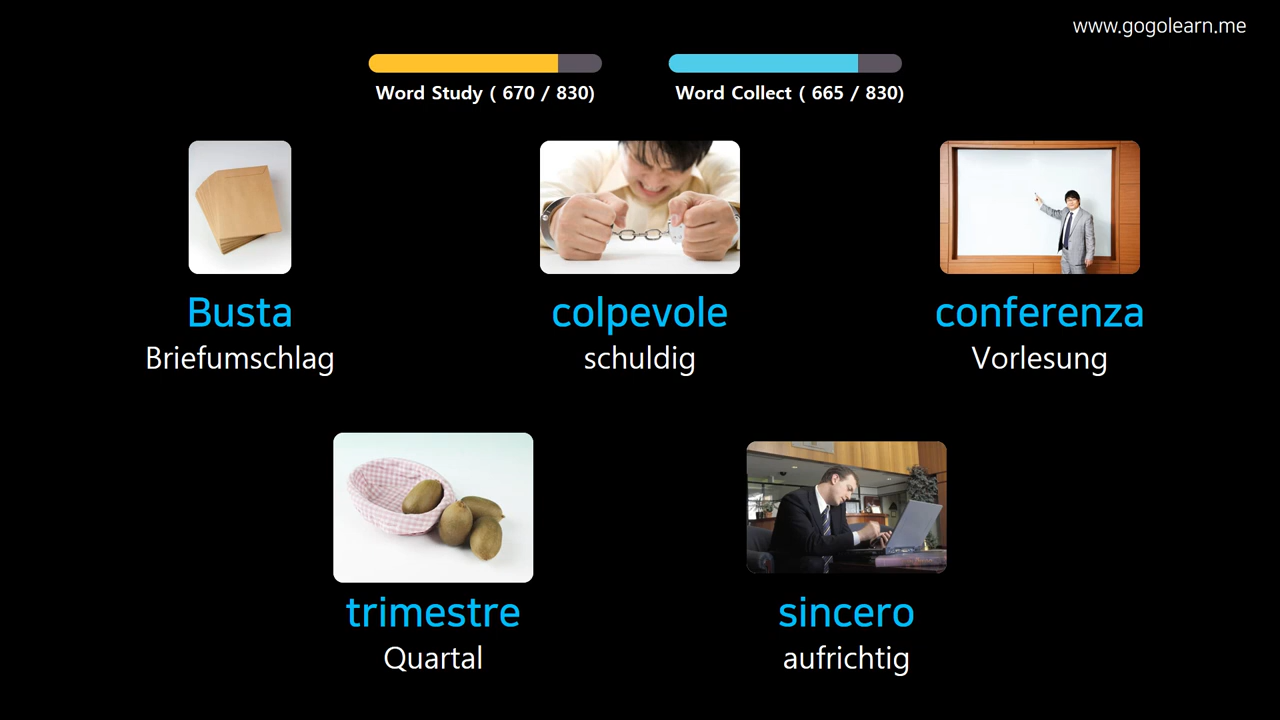 www.gogolearn.me
Word Study ( 670 / 830)
Word Collect ( 665 / 830)
Busta
Briefumschlag
colpevole
schuldig
conferenza
Vorlesung
trimestre
Quartal
sincero
aufrichtig